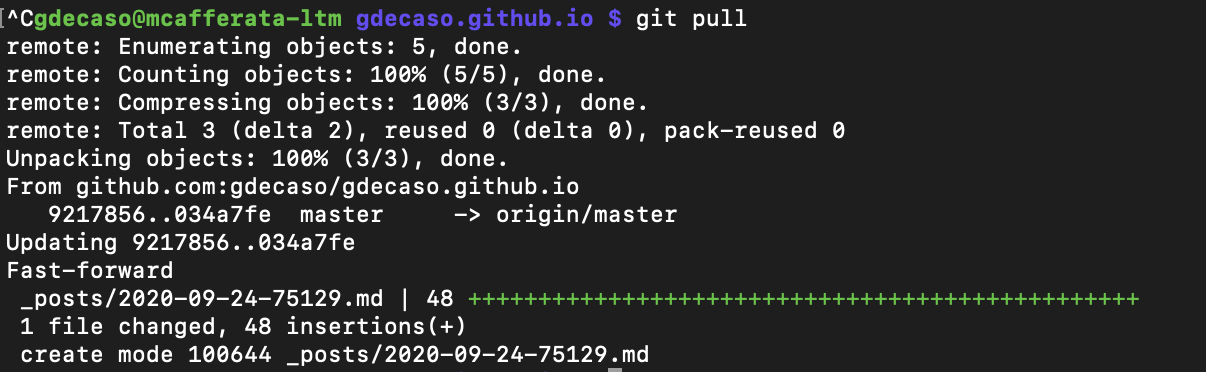 [^Cgdecaso@mcafferata-ltm gdecaso.github.io $ git pull
remote: Enumerating objects: 5, done.
remote: Counting objects: 100% (5/5), done.
remote: Compressing objects: 100% (3/3), done.
remote: Total 3 (delta 2), reused 0 (delta 0), pack-reused 0
Unpacking objects: 100% (3/3), done.
From github.com:gdecaso/gdecaso.github.io
   9217856..034a7fe  master     -> origin/master
Updating 9217856..034a7fe
Fast-forward
 _posts/2020-09-24-75129.md | 48 ++++++++++++++++++++++++++++++++++++++++++++++++
 1 file changed, 48 insertions(+)
 create mode 100644 _posts/2020-09-24-75129.md